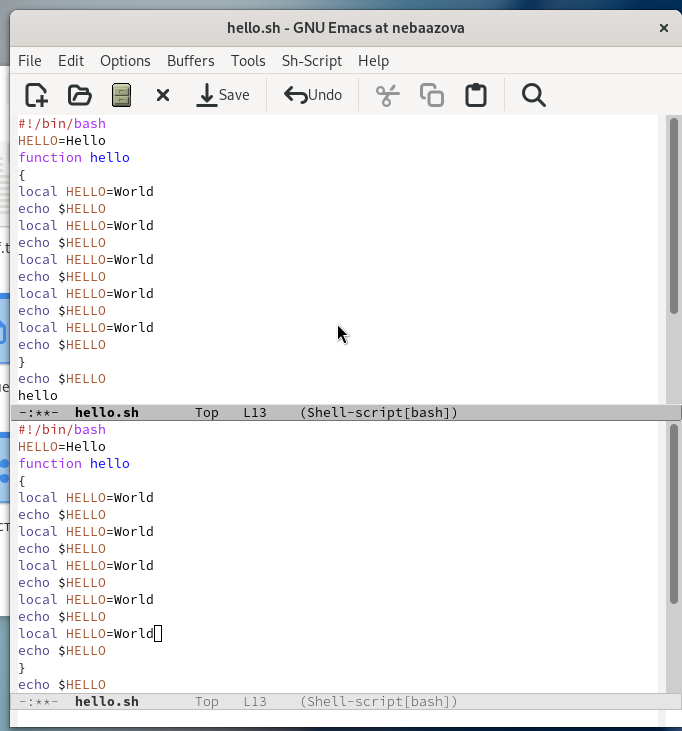 hello.sh - GNU Emacs at nebaazova
File Edit Options Buffers Tools Sh-Script Help
Save Undo
#!/bin/bash
HELLO=Hello
function hello
{
local HELLO=World
echo $HELLO
local HELLO=World
echo $HELLO
local HELLO=World
echo $HELLO
local HELLO=World
echo $HELLO
local HELLO=World
echo $HELLO
}
echo $HELLO
hello
-:**- hello.sh Top L13 (Shell-script[bash])
#!/bin/bash
HELLO=Hello
function hello
{
local HELLO=World
echo $HELLO
local HELLO=World
echo $HELLO
local HELLO=World
echo $HELLO
local HELLO=World
echo $HELLO
local HELLO=World
echo $HELLO
}
echo $HELLO
-:**- hello.sh Top L13 (Shell-script[bash])